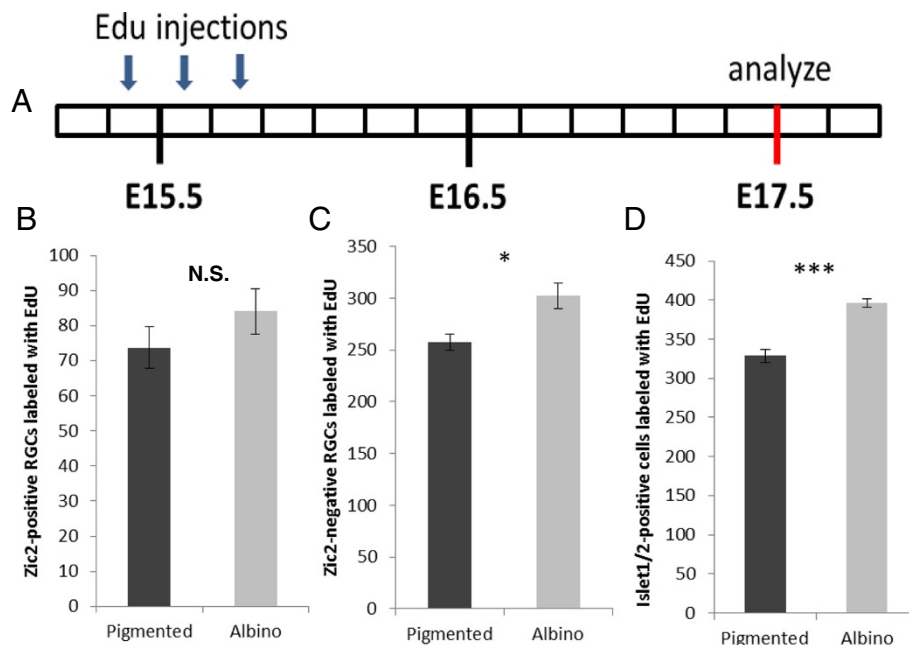 Edu injections
analyze
A
E15.5
E16.5
E17.5
B
C
D
Zic2-positive RGCs labeled with EdU
100
90
80
70
60
50
40
30
20
10
0
N.S.
Pigmented
Albino
Zic2-negative RGCs labeled with EdU
350
300
250
200
150
100
50
0
*
Pigmented
Albino
Islet1/2-positive cells labeled with EdU
450
400
350
300
250
200
150
100
50
0
***
Pigmented
Albino